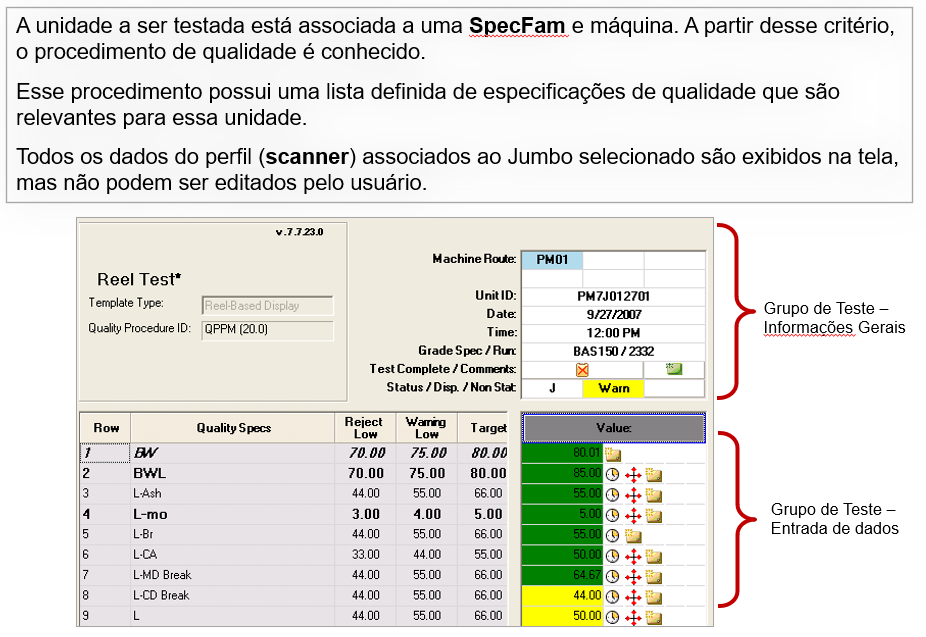 A unidade a ser testada está associada a uma SpecFam e máquina. A partir desse critério,
o procedimento de qualidade é conhecido.
Esse procedimento possui uma lista definida de especificações de qualidade que são
relevantes para essa unidade.
Todos os dados do perfil (scanner) associados ao Jumbo selecionado são exibidos na tela,
mas não podem ser editados pelo usuário.
v.7.7.23.0
Reel Test*
Template Type: Reel-Based Display
Quality Procedure ID: QPPM (20.0)
Machine Route: PM01
Unit ID: PM7J012701
Date: 9/27/2007
Time: 12:00 PM
Grade Spec / Run: BAS150 / 2332
Test Complete / Comments:
Status / Disp. / Non Stat: J Warn
Grupo de Teste –
Informações Gerais
Row Quality Specs Reject Low Warning Low Target Value:
1 BW 70.00 75.00 80.00 80.01
2 BWL 70.00 75.00 80.00 85.00
3 L-Ash 44.00 55.00 66.00 55.00
4 L-mo 3.00 4.00 5.00 5.00
5 L-Br 44.00 55.00 66.00 55.00
6 L-CA 33.00 44.00 55.00 50.00
7 L-MD Break 44.00 55.00 66.00 64.67
8 L-CD Break 44.00 55.00 66.00 44.00
9 L 44.00 55.00 66.00 50.00
Grupo de Teste –
Entrada de dados